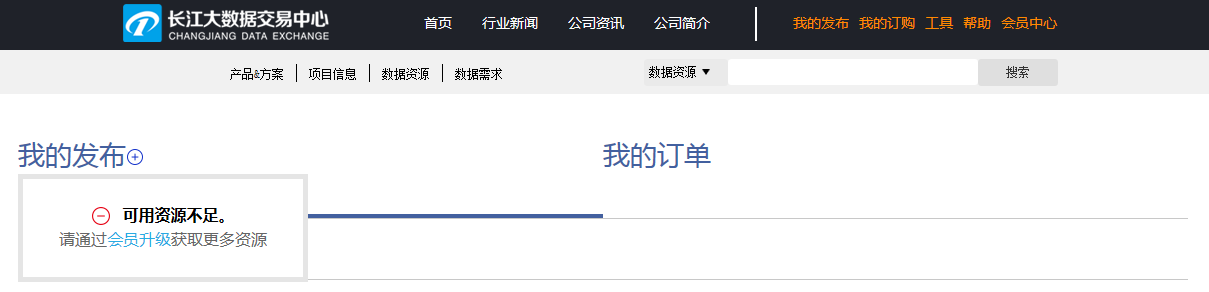 长江大数据交易中心
CHANGJIANG DATA EXCHANGE
首页 行业新闻 公司资讯 公司简介 我的发布 我的订购 工具 帮助 会员中心
产品&方案 项目信息 数据资源 数据需求 数据资源 搜索
我的发布 我的订单
可用资源不足。
请通过会员升级获取更多资源